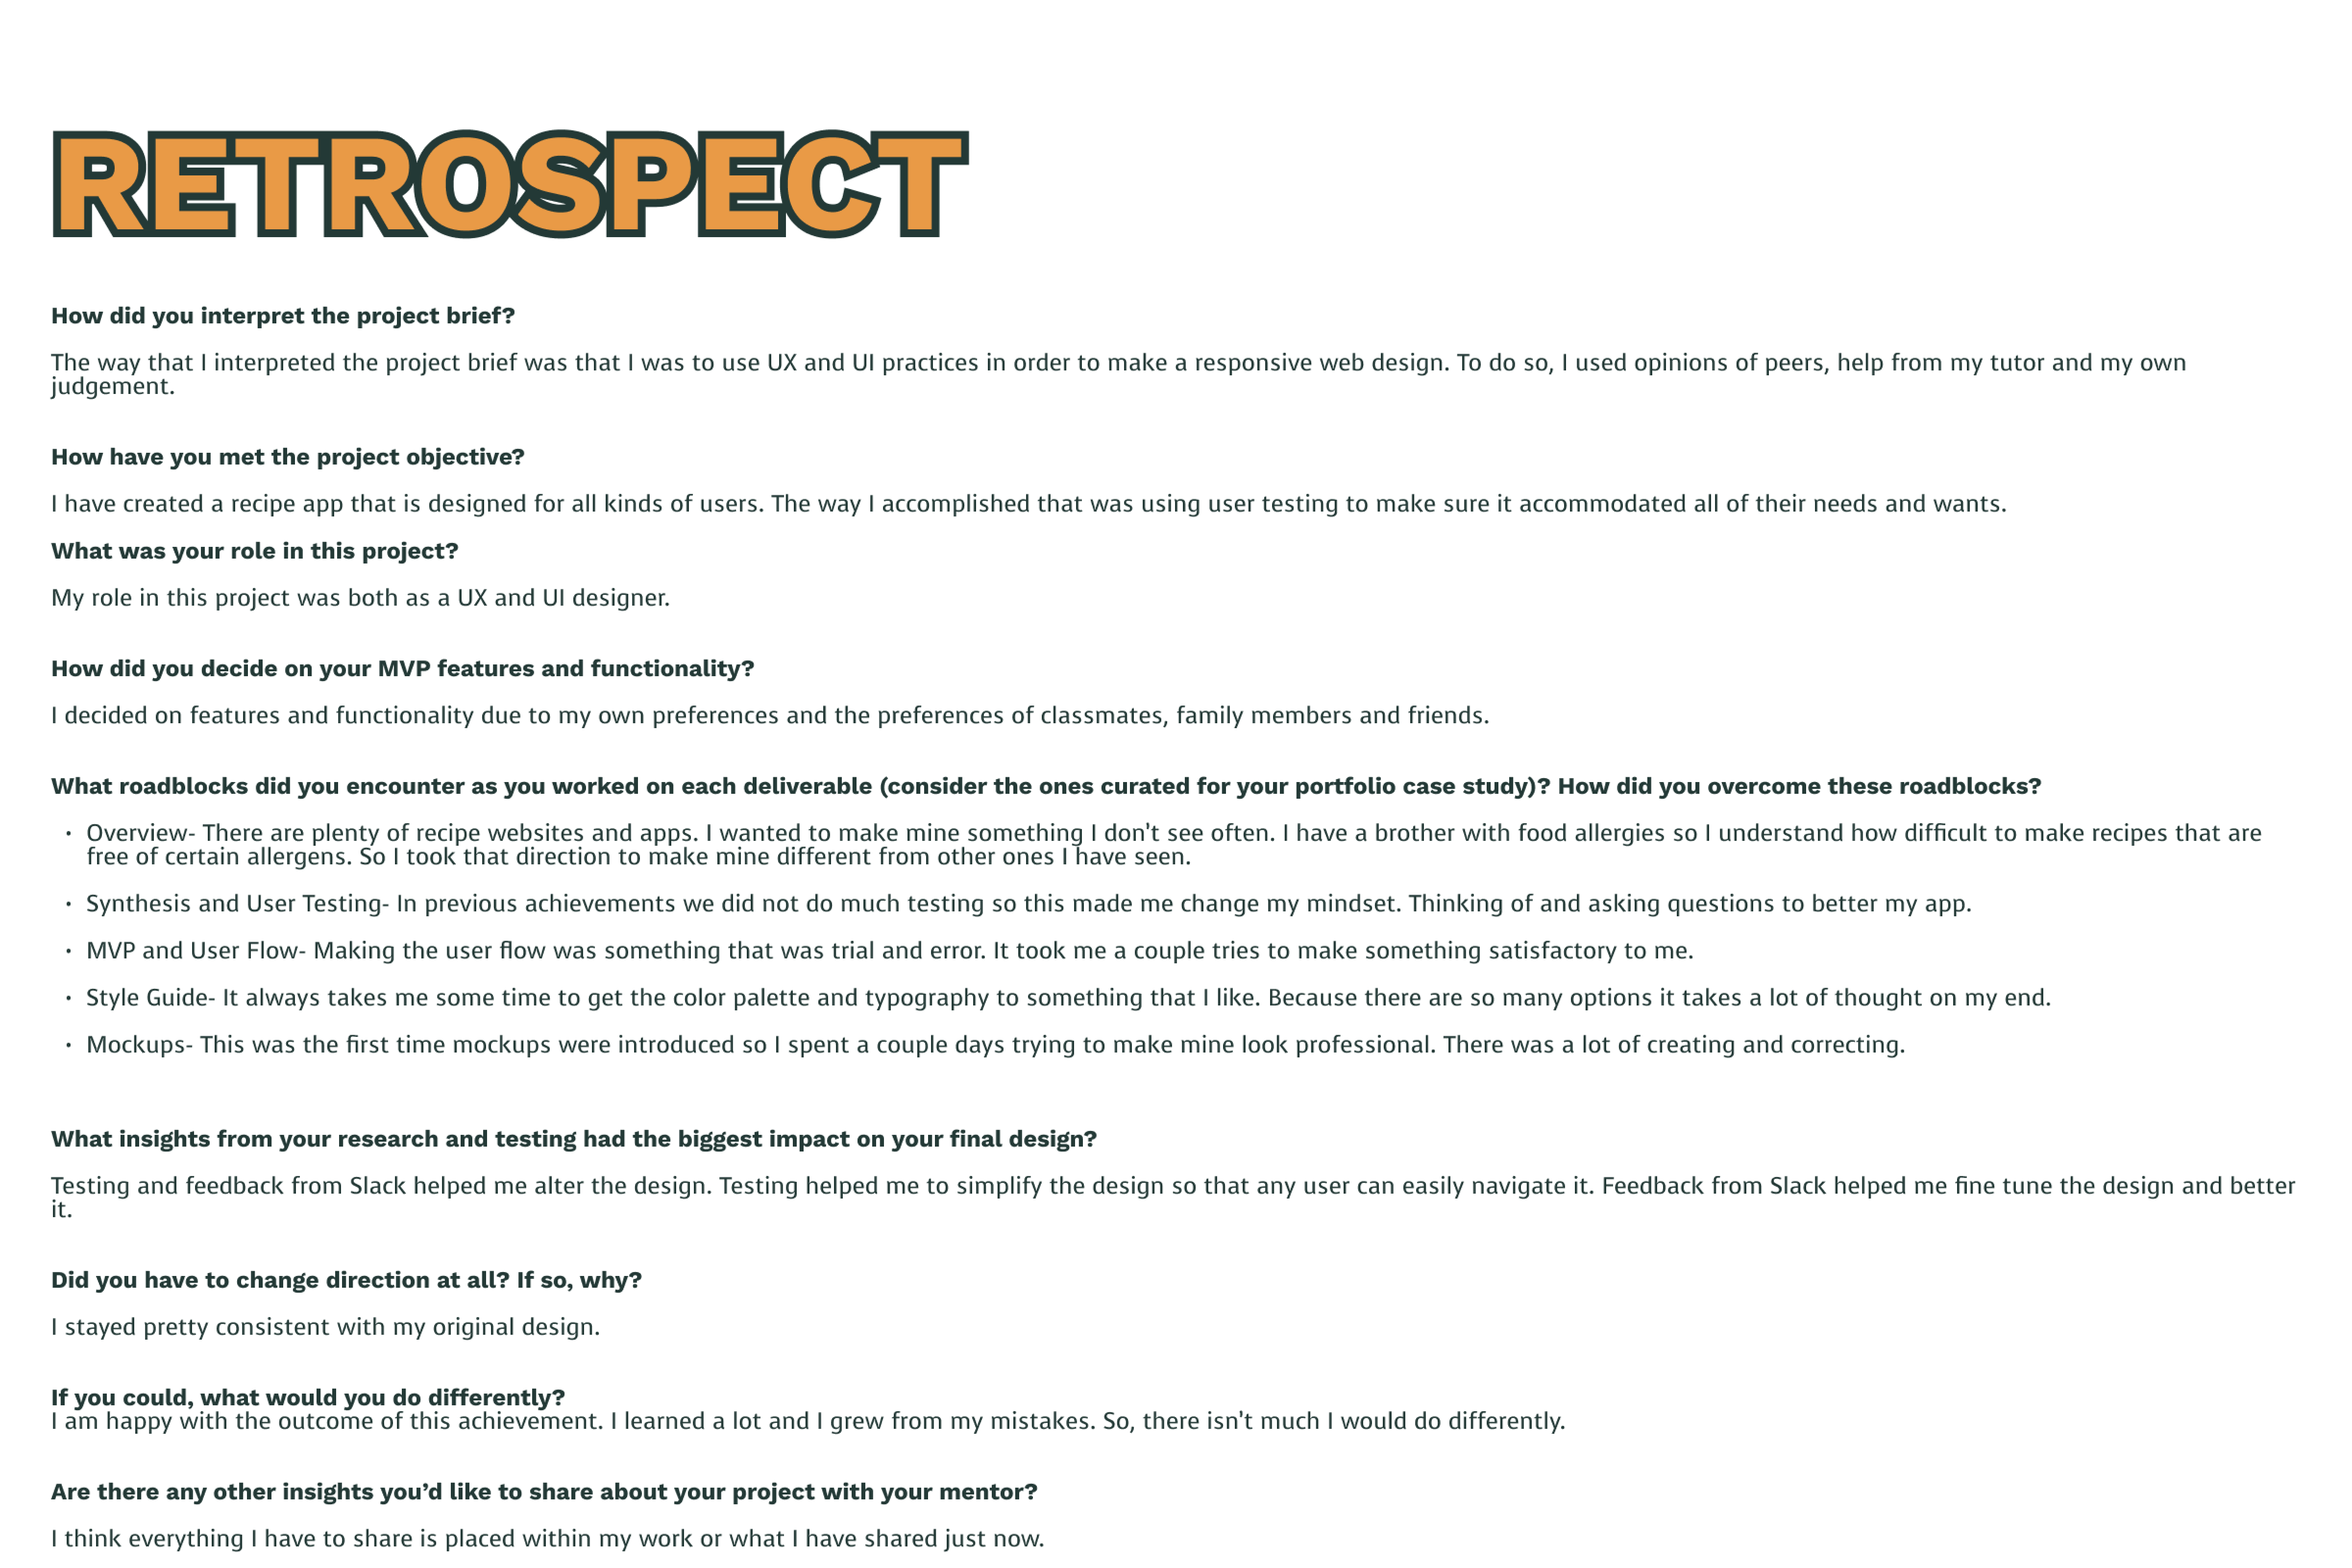 RETROSPECT
How did you interpret the project brief?
The way that I interpreted the project brief was that I was to use UX and UI practices in order to make a responsive web design. To do so, I used opinions of peers, help from my tutor and my own
judgement.
How have you met the project objective?
I have created a recipe app that is designed for all kinds of users. The way I accomplished that was using user testing to make sure it accommodated all of their needs and wants.
What was your role in this project?
My role in this project was both as a UX and UI designer.
How did you decide on your MVP features and functionality?
I decided on features and functionality due to my own preferences and the preferences of classmates, family members and friends.
What roadblocks did you encounter as you worked on each deliverable (consider the ones curated for your portfolio case study)? How did you overcome these roadblocks?
• Overview- There are plenty of recipe websites and apps. I wanted to make mine something I don't see often. I have a brother with food allergies so I understand how difficult to make recipes that are
free of certain allergens. So I took that direction to make mine different from other ones I have seen.
• Synthesis and User Testing- In previous achievements we did not do much testing so this made me change my mindset. Thinking of and asking questions to better my app.
• MVP and User Flow- Making the user flow was something that was trial and error. It took me a couple tries to make something satisfactory to me.
• Style Guide- It always takes me some time to get the color palette and typography to something that I like. Because there are so many options it takes a lot of thought on my end.
• Mockups- This was the first time mockups were introduced so I spent a couple days trying to make mine look professional. There was a lot of creating and correcting.
What insights from your research and testing had the biggest impact on your final design?
Testing and feedback from Slack helped me alter the design. Testing helped me to simplify the design so that any user can easily navigate it. Feedback from Slack helped me fine tune the design and better
it.
Did you have to change direction at all? If so, why?
I stayed pretty consistent with my original design.
If you could, what would you do differently?
I am happy with the outcome of this achievement. I learned a lot and I grew from my mistakes. So, there isn't much I would do differently.
Are there any other insights you’d like to share about your project with your mentor?
I think everything I have to share is placed within my work or what I have shared just now.